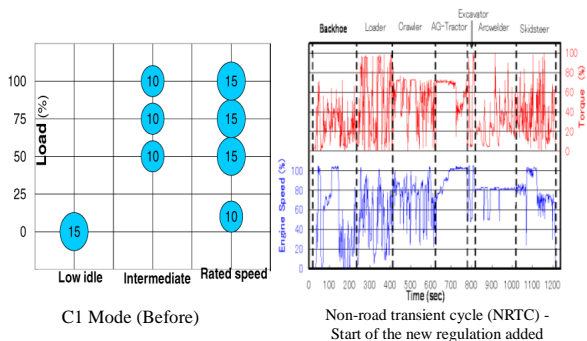 Load (%)
100
75
50
25
0
10
15
10
15
10
15
10
15
Low idle
Intermediate
Rated speed
C1 Mode (Before)
Excavator
Backhoe
Loader
Crawler
AG-Tractor
Arcwelder
Skidsteer
100
80
60
40
20
0
Torque (%)
Engine Speed (%)
100
80
60
40
20
0
0 100 200 300 400 500 600 700 800 900 1000 1100 1200
Time (sec)
Non-road transient cycle (NRTC) -
Start of the new regulation added